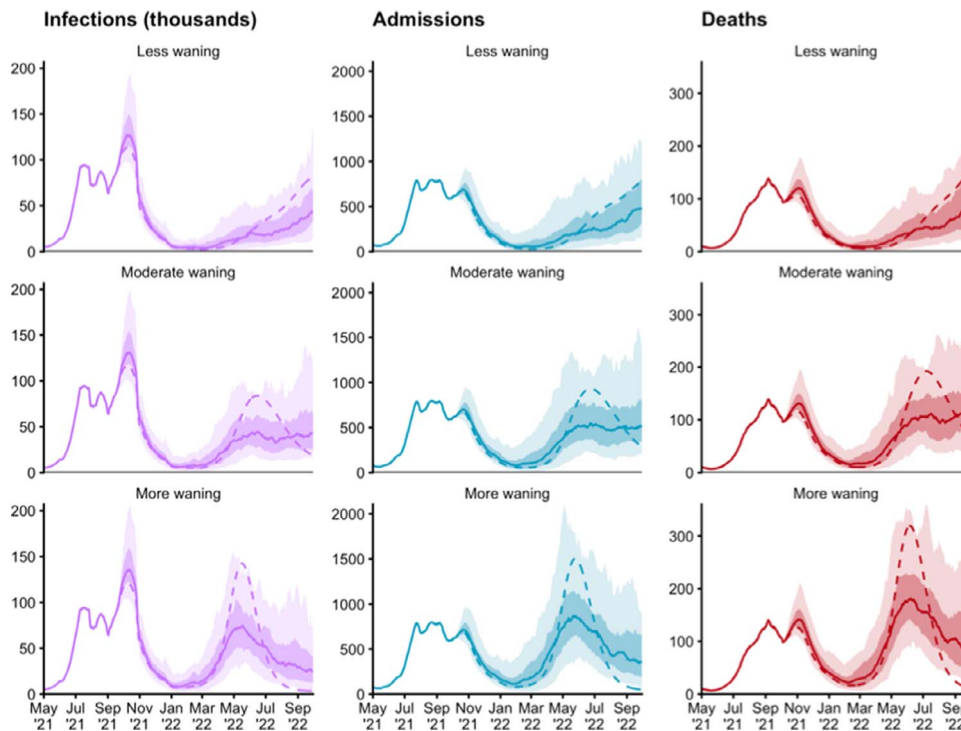 Infections (thousands) Admissions Deaths
Less waning Less waning Less waning
200 2000 300
150 1500 200
100 1000 100
50 500 0
0 0
Moderate waning Moderate waning Moderate waning
200 2000 300
150 1500 200
100 1000 100
50 500 0
0 0
More waning More waning More waning
200 2000 300
150 1500 200
100 1000 100
50 500 0
0 0
May Jul Sep Nov Jan Mar May Jul Sep May Jul Sep Nov Jan Mar May Jul Sep May Jul Sep Nov Jan Mar May Jul
'21 '21 '21 '21 '22 '22 '22 '22 '22 '21 '21 '21 '21 '22 '22 '22 '22 '22 '21 '21 '21 '21 '22 '22 '22 '22